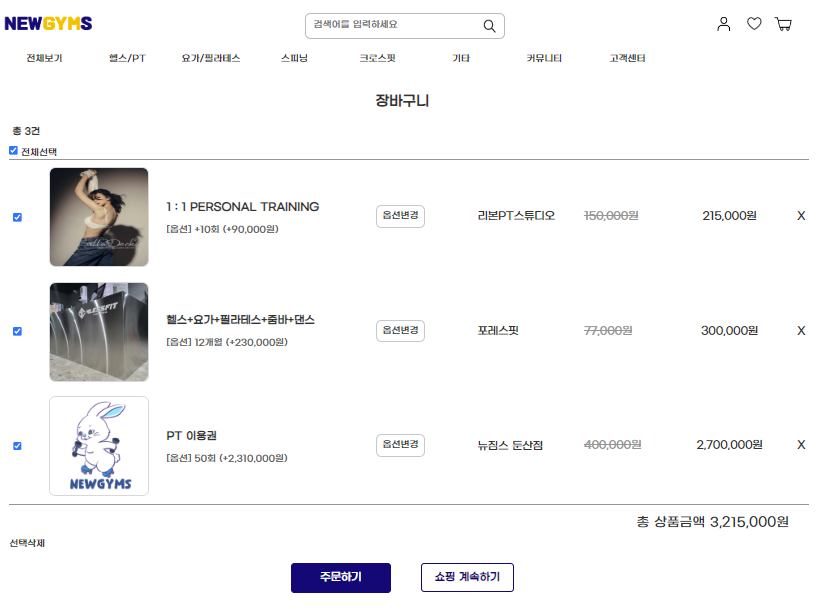 NEWGYMS
검색어를 입력하세요
전체보기 헬스/PT 요가/필라테스 스피닝 크로스핏 기타 커뮤니티 고객센터
장바구니
총 3건
전체선택
1 : 1 PERSONAL TRAINING
[옵션] +10회 (+90,000원)
옵션변경
리본PT스튜디오
150,000원
215,000원
X
헬스+요가+필라테스+줌바+댄스
[옵션] 12개월 (+230,000원)
옵션변경
포레스핏
77,000원
300,000원
X
NEWGYMS
PT 이용권
[옵션] 50회 (+2,310,000원)
옵션변경
뉴짐스 둔산점
400,000원
2,700,000원
X
총 상품금액 3,215,000원
선택삭제
주문하기
쇼핑 계속하기